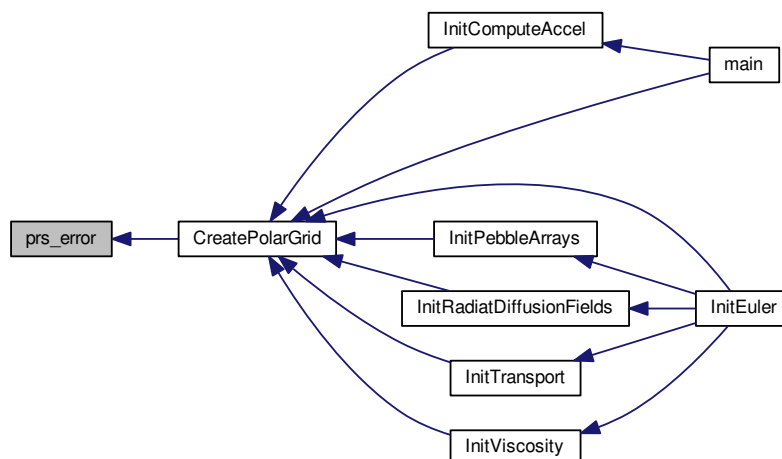 InitComputeAccel
main
prs_error
CreatePolarGrid
InitPebbleArrays
InitRadiatDiffusionFields
InitEuler
InitTransport
InitViscosity